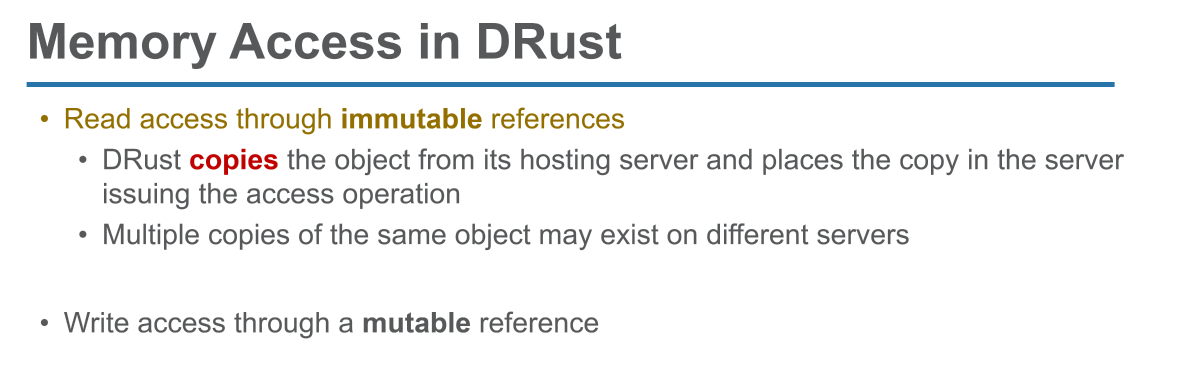 Memory Access in DRust
• Read access through immutable references
• DRust copies the object from its hosting server and places the copy in the server
issuing the access operation
• Multiple copies of the same object may exist on different servers
• Write access through a mutable reference